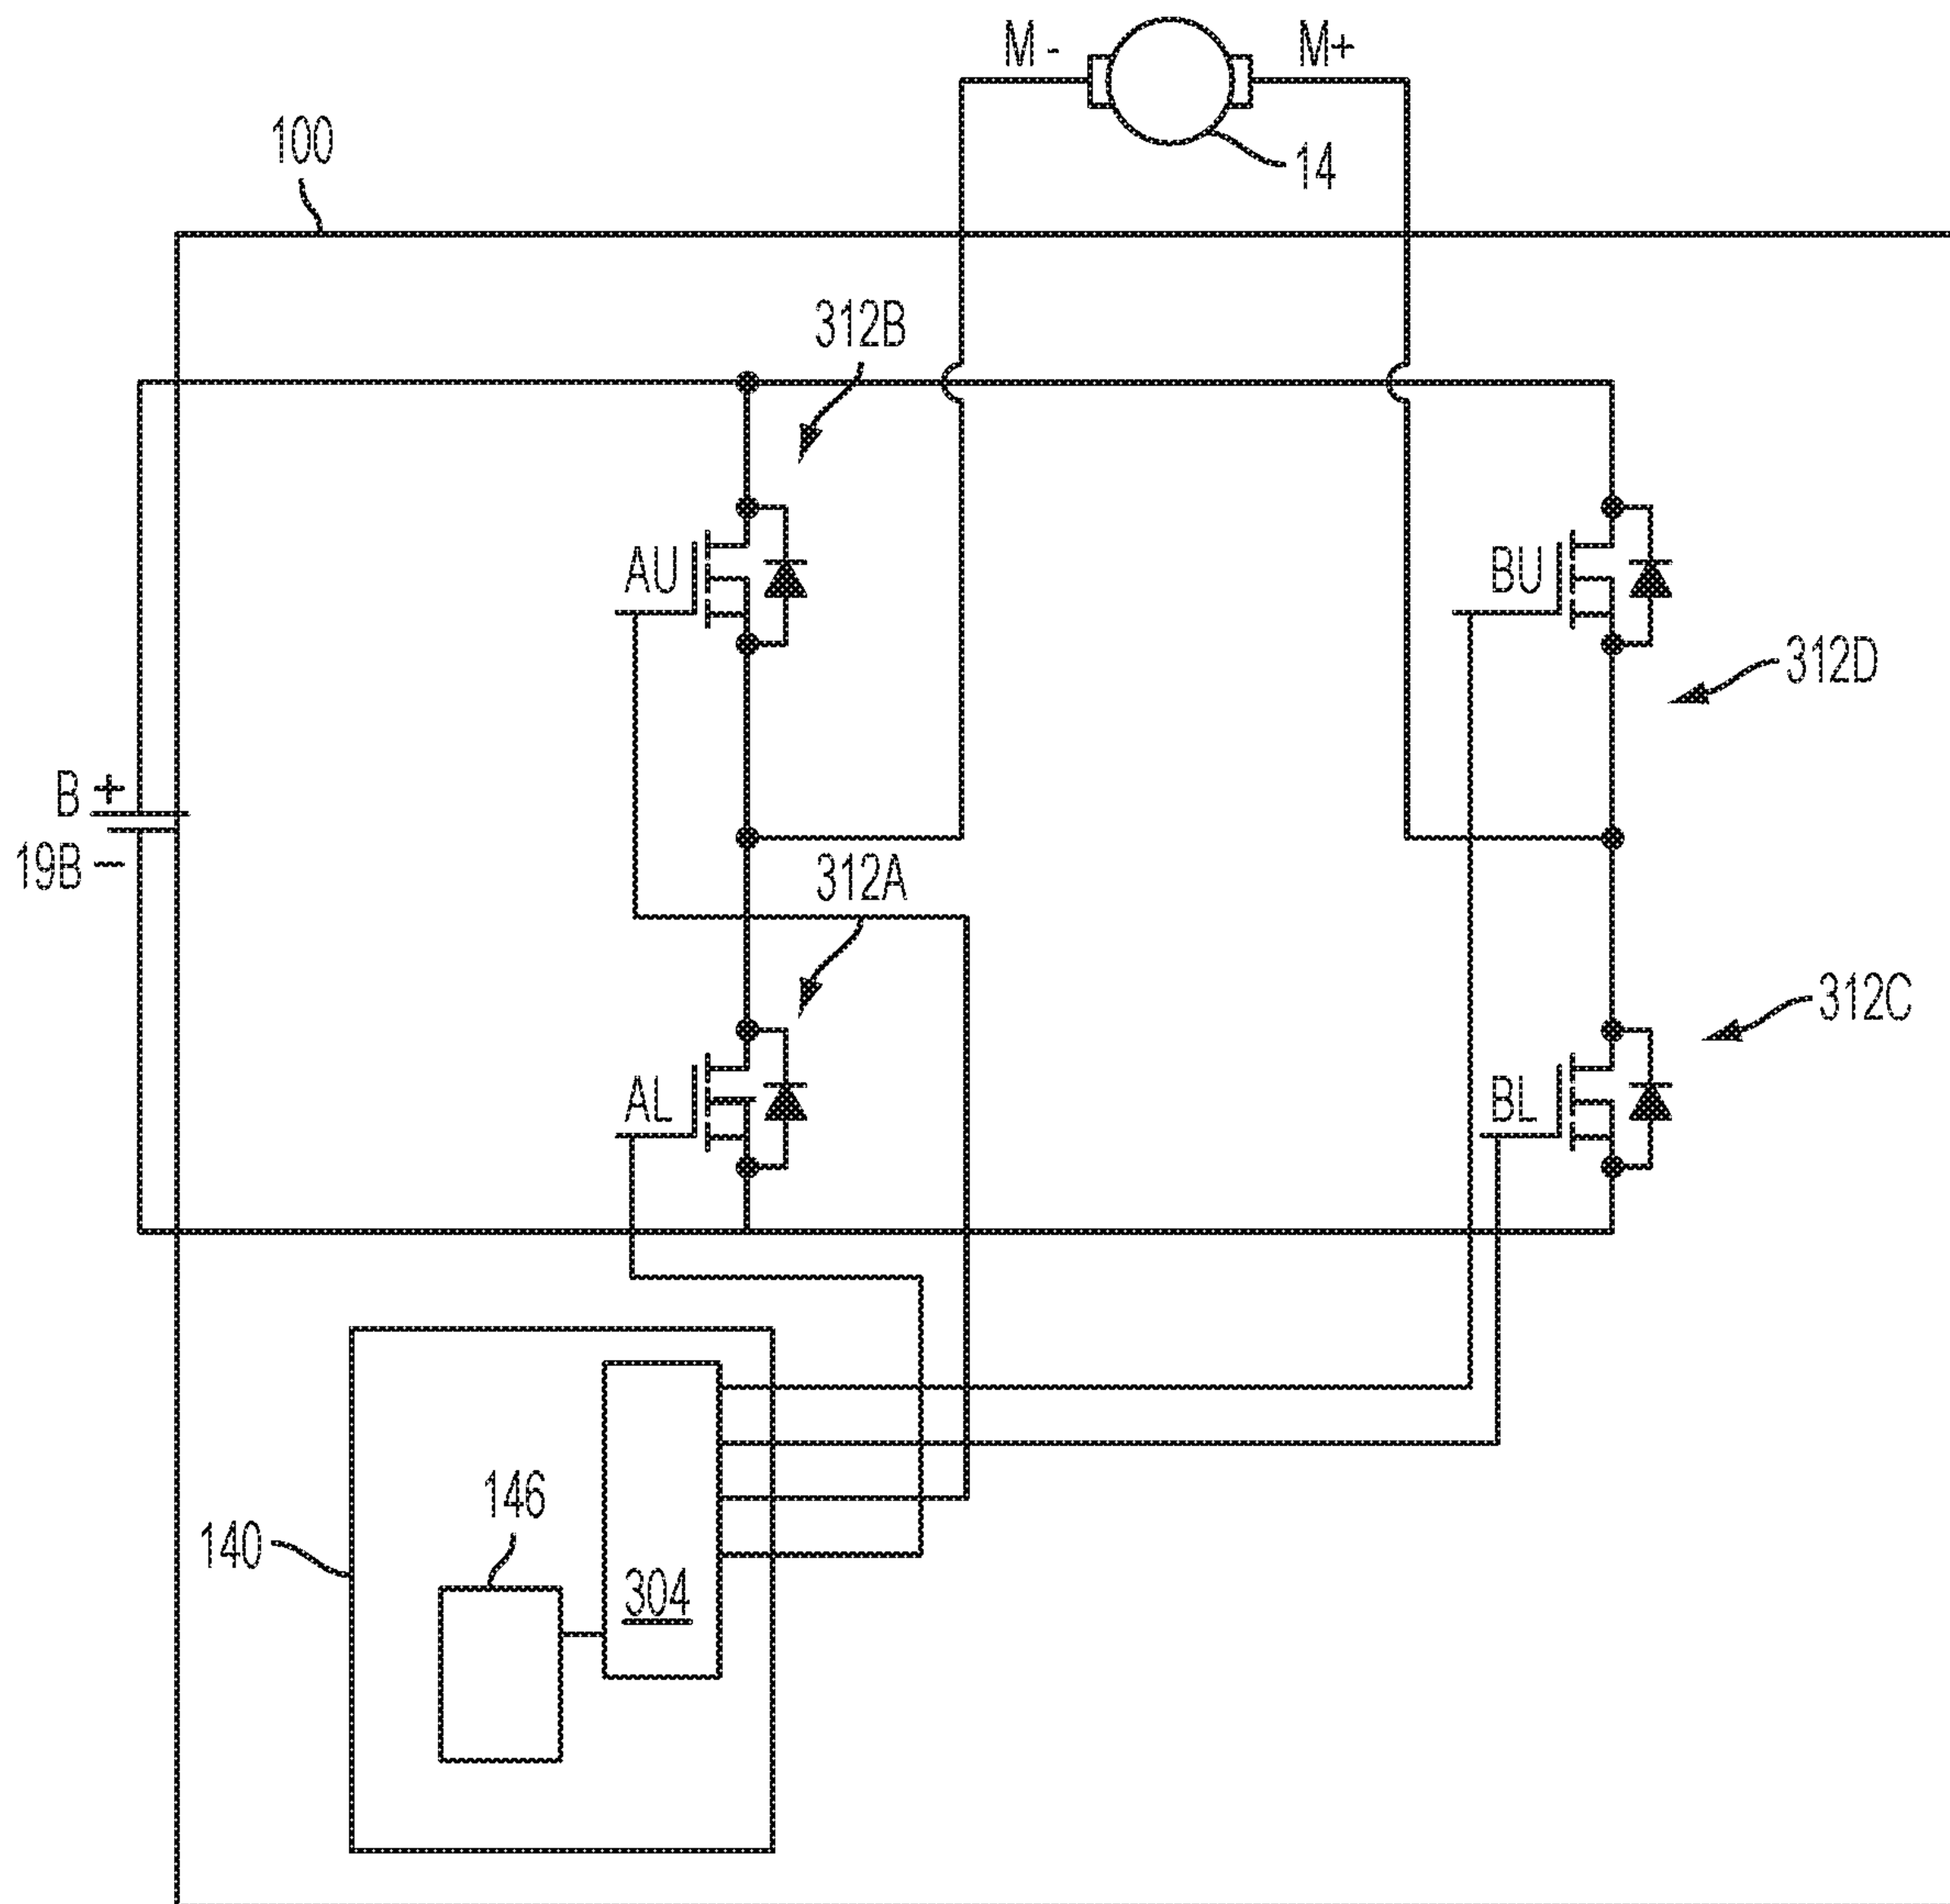 M - M+
14
100
312B
AU
BU
312D
B +
19B –
312A
312C
AL
BL
146
140
304